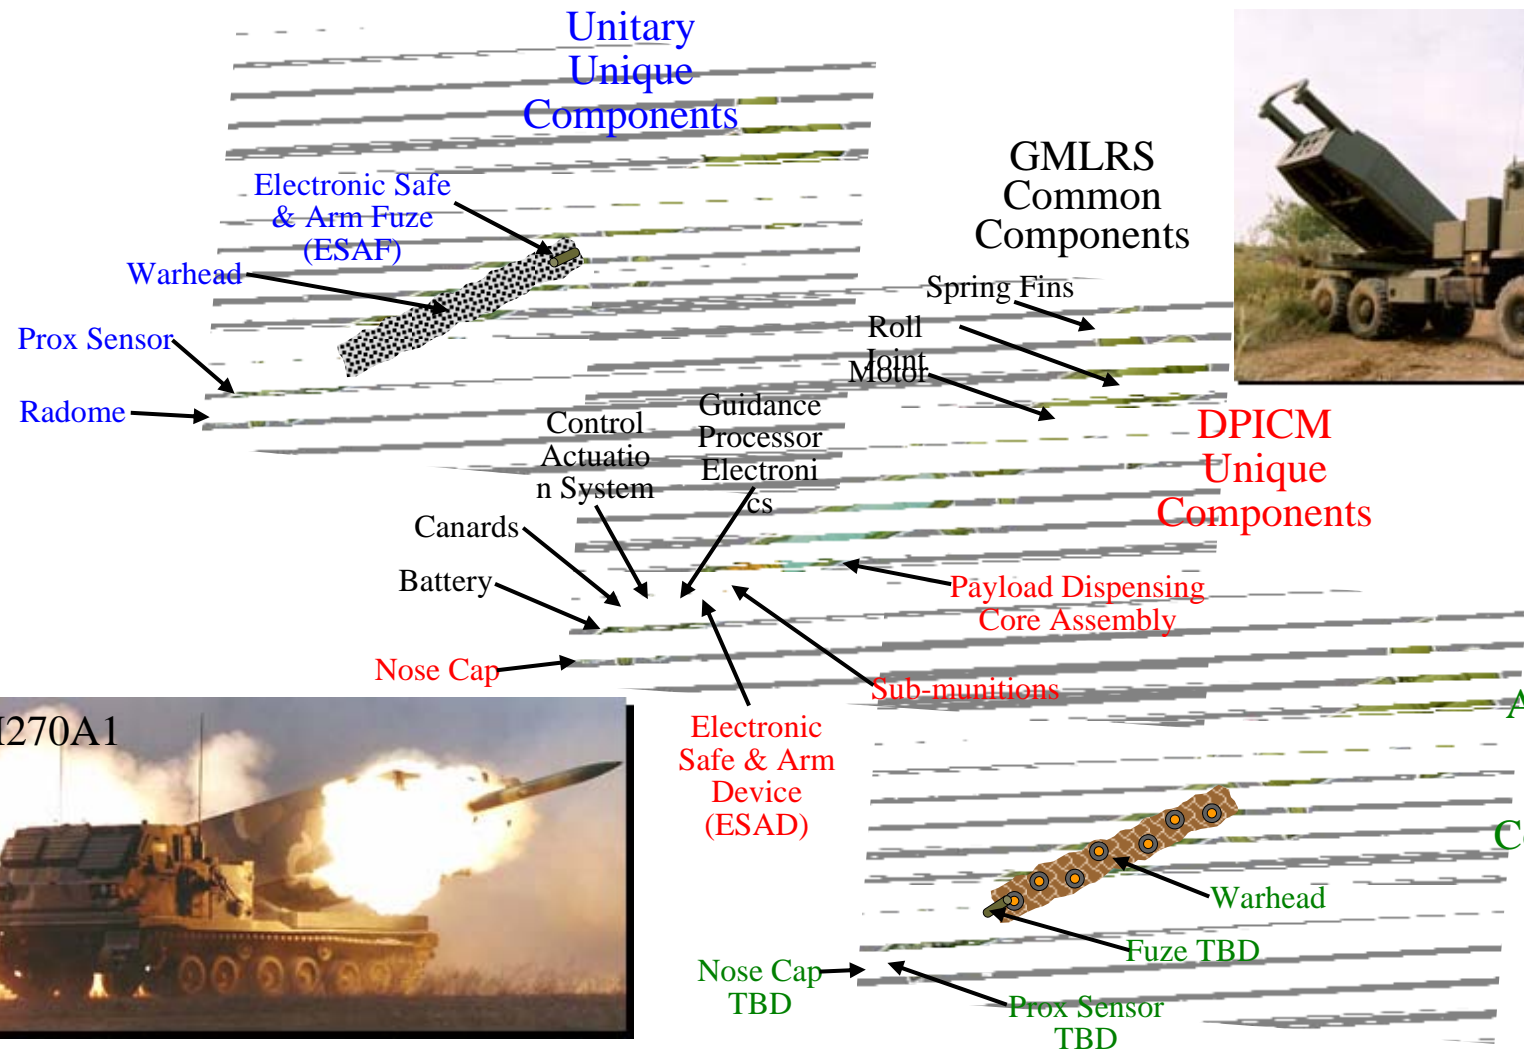 Unitary
Unique
Components
Electronic Safe
& Arm Fuze
(ESAF)
Warhead
Prox Sensor
Radome
GMLRS
Common
Components
Spring Fins
Roll
Joint
Motor
Control
Actuatio
n System
Guidance
Processor
Electroni
cs
Canards
Battery
DPICM
Unique
Components
Payload Dispensing
Core Assembly
Nose Cap
Sub-munitions
Electronic
Safe & Arm
Device
(ESAD)
270A1
A
Co
Warhead
Fuze TBD
Nose Cap
TBD
Prox Sensor
TBD